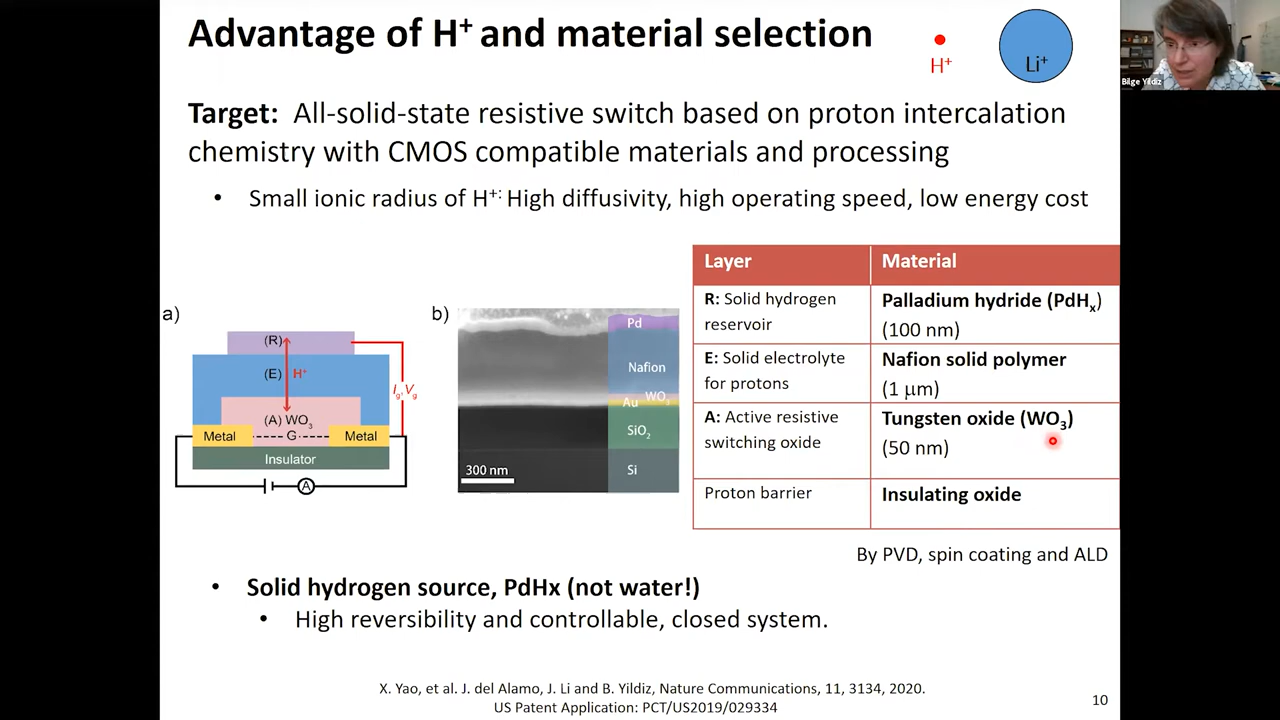 Advantage of H⁺ and material selection
H⁺
Li⁺
Bilge Yildiz
Target: All-solid-state resistive switch based on proton intercalation
chemistry with CMOS compatible materials and processing
• Small ionic radius of H⁺: High diffusivity, high operating speed, low energy cost
a)
(R)
(E)
H⁺
(A) WO₃
Metal
G
Metal
Insulator
A
I_g, V_g
b)
Pd
Nafion
WO₃
Au
SiO₂
Si
300 nm
Layer
Material
R: Solid hydrogen
reservoir
Palladium hydride (PdHₓ)
(100 nm)
E: Solid electrolyte
for protons
Nafion solid polymer
(1 μm)
A: Active resistive
switching oxide
Tungsten oxide (WO₃)
(50 nm)
Proton barrier
Insulating oxide
By PVD, spin coating and ALD
• Solid hydrogen source, PdHx (not water!)
• High reversibility and controllable, closed system.
X. Yao, et al. J. del Alamo, J. Li and B. Yildiz, Nature Communications, 11, 3134, 2020.
US Patent Application: PCT/US2019/029334
10